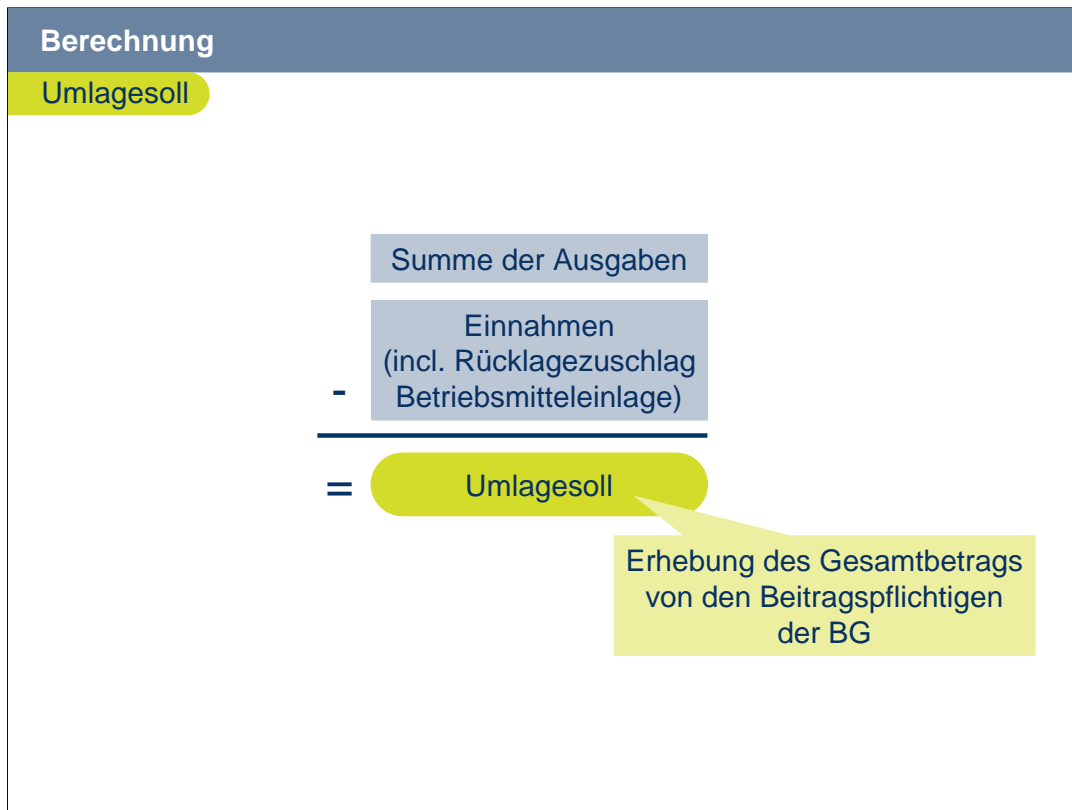 Berechnung
Umlagesoll
Summe der Ausgaben
Einnahmen
(incl. Rücklagezuschlag
Betriebsmitteleinlage)
-
=
Umlagesoll
Erhebung des Gesamtbetrags
von den Beitragspflichtigen
der BG